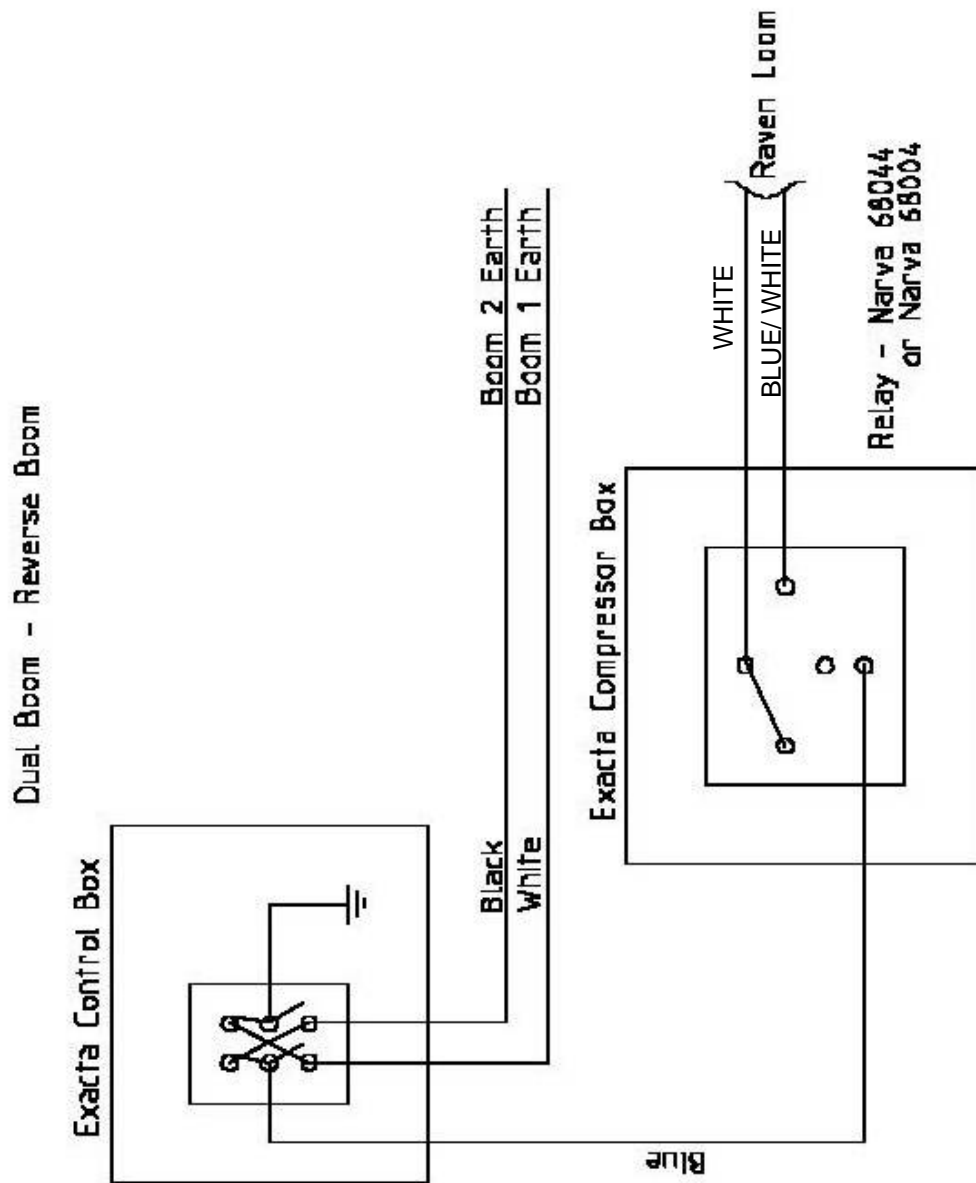 Dual Boom - Reverse Boom
Exacta Control Box
Black
White
Boom 2 Earth
Boom 1 Earth
Blue
Exacta Compressor Box
WHITE
BLUE/ WHITE
Raven Loom
Relay - Narva 68044
or Narva 68004